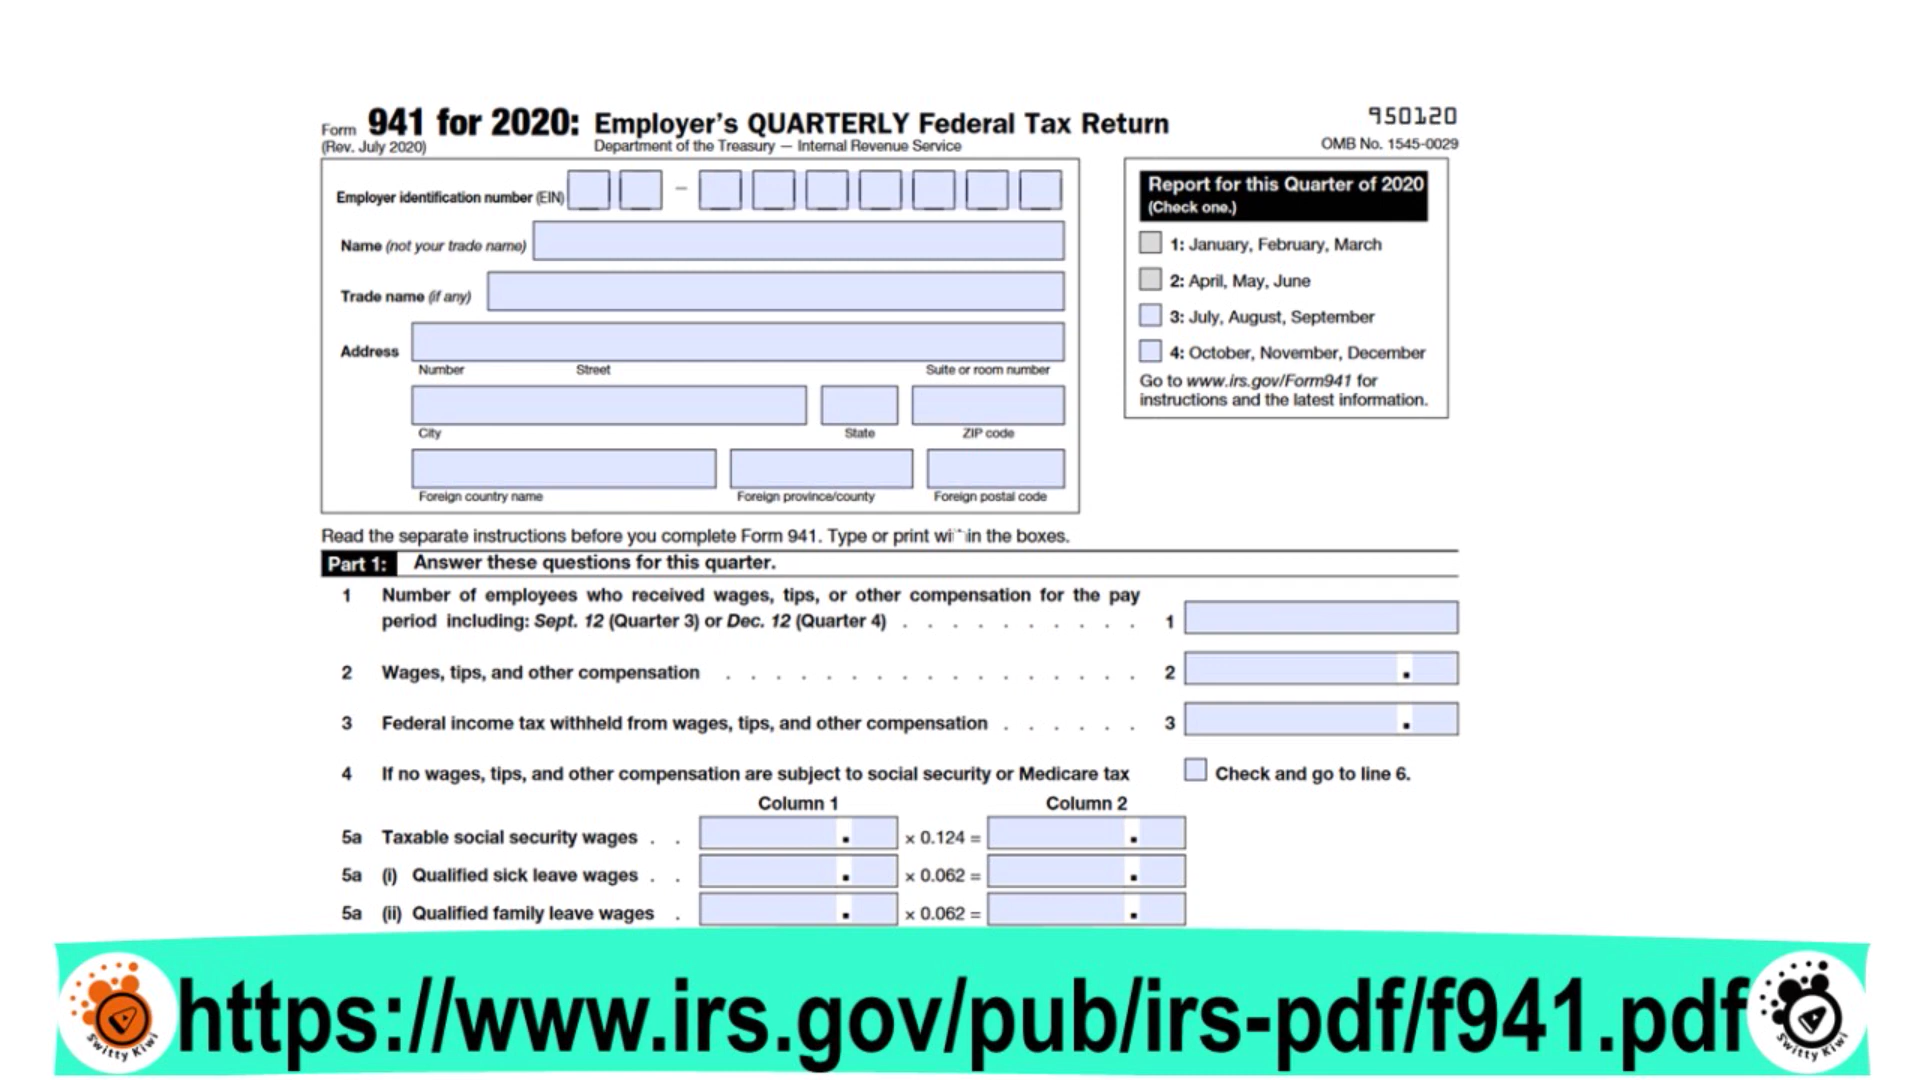 Form 941 for 2020: Employer's QUARTERLY Federal Tax Return
950120
(Rev. July 2020)
Department of the Treasury — Internal Revenue Service
OMB No. 1545-0029
Employer identification number (EIN) –
Name (not your trade name)
Trade name (if any)
Address
Number Street Suite or room number
City State ZIP code
Foreign country name Foreign province/county Foreign postal code
Report for this Quarter of 2020
(Check one.)
1: January, February, March
2: April, May, June
3: July, August, September
4: October, November, December
Go to www.irs.gov/Form941 for
instructions and the latest information.
Read the separate instructions before you complete Form 941. Type or print within the boxes.
Part 1: Answer these questions for this quarter.
1 Number of employees who received wages, tips, or other compensation for the pay
period including: Sept. 12 (Quarter 3) or Dec. 12 (Quarter 4) . . . . . . . . . . 1
2 Wages, tips, and other compensation . . . . . . . . . . . . . . . . . 2 .
3 Federal income tax withheld from wages, tips, and other compensation . . . . . . 3 .
4 If no wages, tips, and other compensation are subject to social security or Medicare tax Check and go to line 6.
Column 1 Column 2
5a Taxable social security wages . . . × 0.124 = .
5a (i) Qualified sick leave wages . . . × 0.062 = .
5a (ii) Qualified family leave wages . . × 0.062 = .
https://www.irs.gov/pub/irs-pdf/f941.pdf
Switty Kiwi
Switty Kiwi